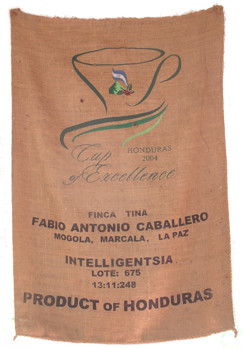 Cup HONDURAS
2004
of Excellence
FINCA TINA
FABIO ANTONIO CABALLERO
MOGOLA, MARCALA, LA PAZ
INTELLIGENTSIA
LOTE: 675
13:11:248
PRODUCT OF HONDURAS